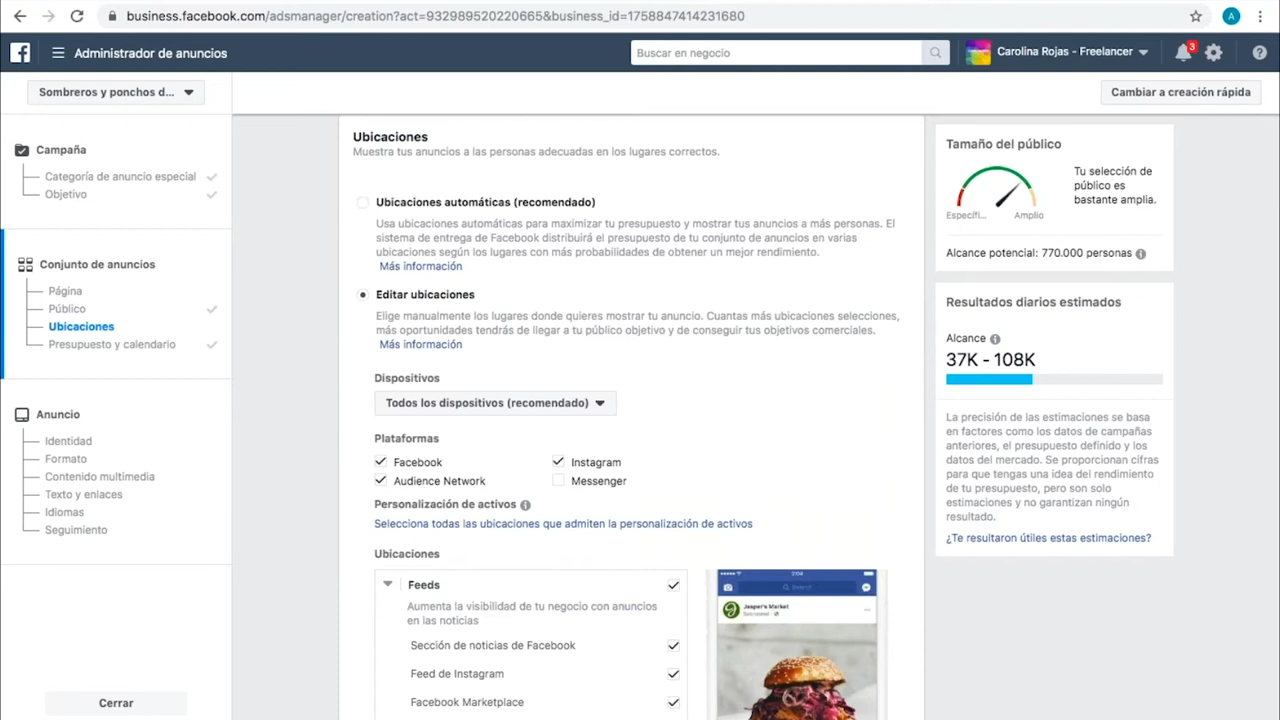 business.facebook.com/adsmanager/creation?act=932989520220665&business_id=1758847414231680
A
Administrador de anuncios
Buscar en negocio
Carolina Rojas - Freelancer
3
Sombreros y ponchos d...
Cambiar a creación rápida
Campaña
Categoría de anuncio especial
Objetivo
Conjunto de anuncios
Página
Público
Ubicaciones
Presupuesto y calendario
Anuncio
Identidad
Formato
Contenido multimedia
Texto y enlaces
Idiomas
Seguimiento
Cerrar
Ubicaciones
Muestra tus anuncios a las personas adecuadas en los lugares correctos.
Ubicaciones automáticas (recomendado)
Usa ubicaciones automáticas para maximizar tu presupuesto y mostrar tus anuncios a más personas. El
sistema de entrega de Facebook distribuirá el presupuesto de tu conjunto de anuncios en varias
ubicaciones según los lugares con más probabilidades de obtener un mejor rendimiento.
Más información
Editar ubicaciones
Elige manualmente los lugares donde quieres mostrar tu anuncio. Cuantas más ubicaciones selecciones,
más oportunidades tendrás de llegar a tu público objetivo y de conseguir tus objetivos comerciales.
Más información
Dispositivos
Todos los dispositivos (recomendado)
Plataformas
Facebook
Instagram
Audience Network
Messenger
Personalización de activos
Selecciona todas las ubicaciones que admiten la personalización de activos
Ubicaciones
Feeds
Aumenta la visibilidad de tu negocio con anuncios
en las noticias
Sección de noticias de Facebook
Feed de Instagram
Facebook Marketplace
2:04
Search
Jasper's Market
Sponsored
Tamaño del público
Específi...
Amplio
Tu selección de
público es
bastante amplia.
Alcance potencial: 770.000 personas
Resultados diarios estimados
Alcance
37K - 108K
La precisión de las estimaciones se basa
en factores como los datos de campañas
anteriores, el presupuesto definido y los
datos del mercado. Se proporcionan cifras
para que tengas una idea del rendimiento
de tu presupuesto, pero son solo
estimaciones y no garantizan ningún
resultado.
¿Te resultaron útiles estas estimaciones?